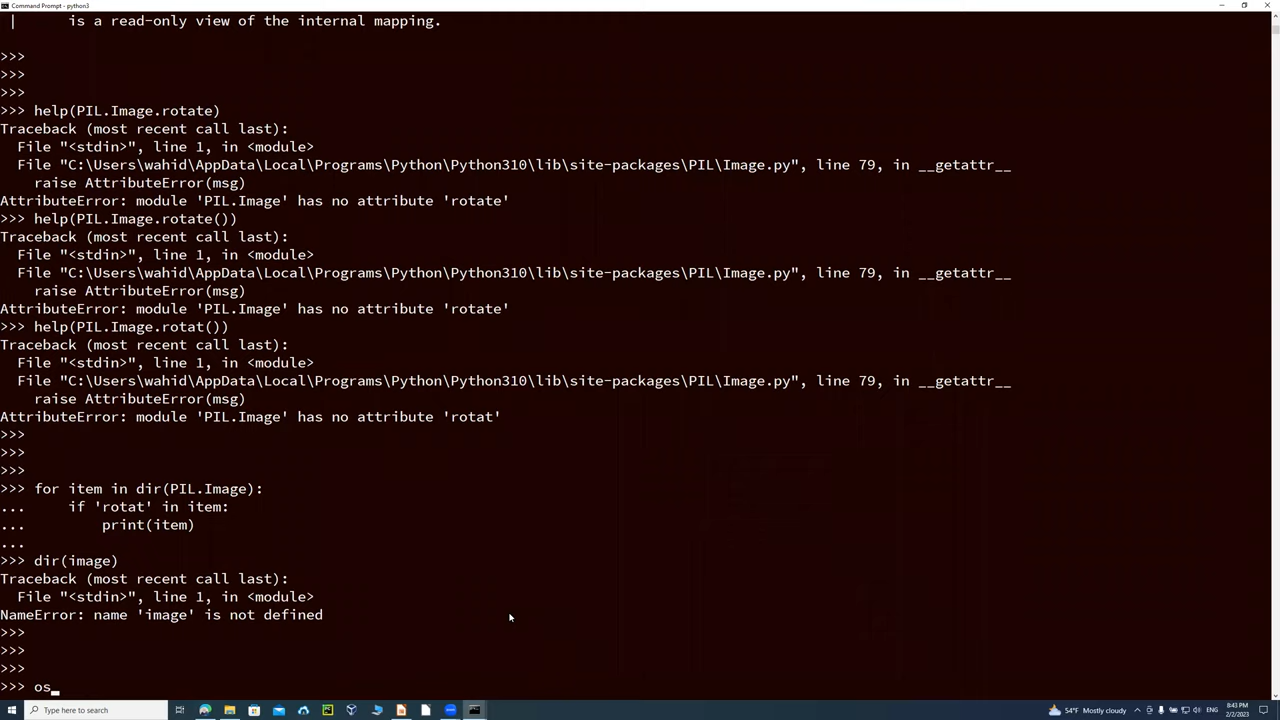 Command Prompt - python3
|      is a read-only view of the internal mapping.
>>>
>>>
>>>
>>> help(PIL.Image.rotate)
Traceback (most recent call last):
  File "<stdin>", line 1, in <module>
  File "C:\Users\wahid\AppData\Local\Programs\Python\Python310\lib\site-packages\PIL\Image.py", line 79, in __getattr__
    raise AttributeError(msg)
AttributeError: module 'PIL.Image' has no attribute 'rotate'
>>> help(PIL.Image.rotate())
Traceback (most recent call last):
  File "<stdin>", line 1, in <module>
  File "C:\Users\wahid\AppData\Local\Programs\Python\Python310\lib\site-packages\PIL\Image.py", line 79, in __getattr__
    raise AttributeError(msg)
AttributeError: module 'PIL.Image' has no attribute 'rotate'
>>> help(PIL.Image.rotat())
Traceback (most recent call last):
  File "<stdin>", line 1, in <module>
  File "C:\Users\wahid\AppData\Local\Programs\Python\Python310\lib\site-packages\PIL\Image.py", line 79, in __getattr__
    raise AttributeError(msg)
AttributeError: module 'PIL.Image' has no attribute 'rotat'
>>>
>>>
>>>
>>> for item in dir(PIL.Image):
...     if 'rotat' in item:
...         print(item)
...
>>> dir(image)
Traceback (most recent call last):
  File "<stdin>", line 1, in <module>
NameError: name 'image' is not defined
>>>
>>>
>>>
>>> os_
Type here to search
54°F Mostly cloudy
ENG
8:43 PM
2/2/2023